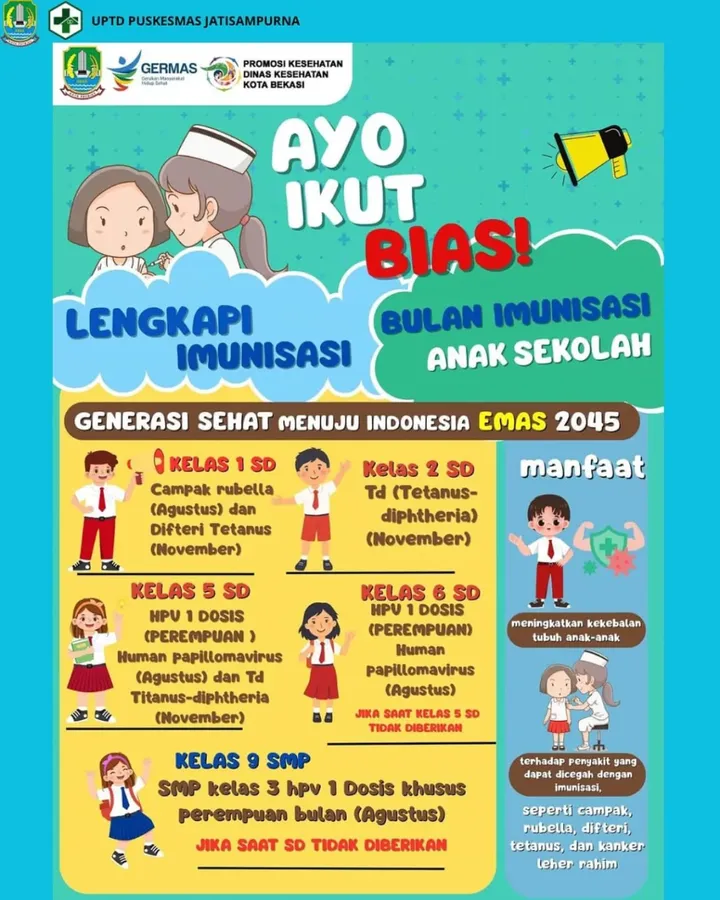 UPTD PUSKESMAS JATISAMPURNA
GERMAS
Gerakan Masyarakat
Hidup Sehat
PROMOSI KESEHATAN
DINAS KESEHATAN
KOTA BEKASI
AYO
IKUT
BIAS!
LENGKAPI
IMUNISASI
BULAN IMUNISASI
ANAK SEKOLAH
GENERASI SEHAT MENUJU INDONESIA EMAS 2045
KELAS 1 SD
Campak rubella
(Agustus) dan
Difteri Tetanus
(November)
Kelas 2 SD
Td (Tetanus-
diphtheria)
(November)
KELAS 5 SD
HPV 1 DOSIS
(PEREMPUAN )
Human papillomavirus
(Agustus) dan Td
Titanus-diphtheria
(November)
KELAS 6 SD
HPV 1 DOSIS
(PEREMPUAN)
Human
papillomavirus
(Agustus)
JIKA SAAT KELAS 5 SD
TIDAK DIBERIKAN
KELAS 9 SMP
SMP kelas 3 hpv 1 Dosis khusus
perempuan bulan (Agustus)
JIKA SAAT SD TIDAK DIBERIKAN
manfaat
meningkatkan kekebalan
tubuh anak-anak
terhadap penyakit yang
dapat dicegah dengan
imunisasi,
seperti campak,
rubella, difteri,
tetanus, dan kanker
leher rahim